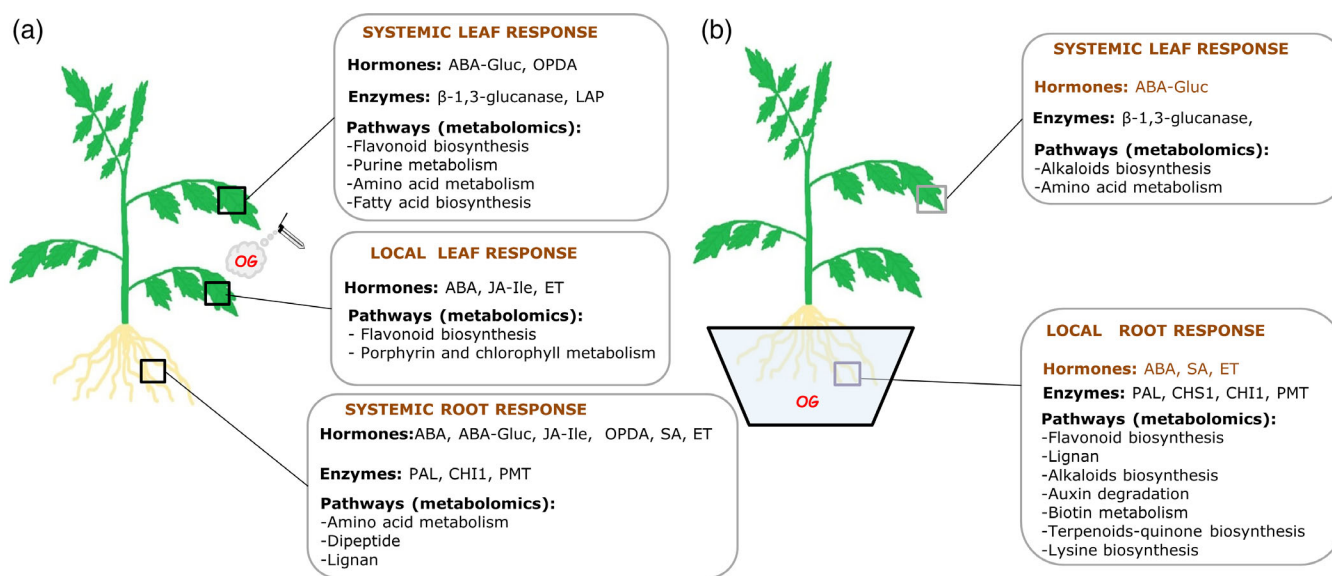 (a)
SYSTEMIC LEAF RESPONSE
Hormones: ABA-Gluc, OPDA
Enzymes: β-1,3-glucanase, LAP
Pathways (metabolomics):
-Flavonoid biosynthesis
-Purine metabolism
-Amino acid metabolism
-Fatty acid biosynthesis
OG
LOCAL LEAF RESPONSE
Hormones: ABA, JA-Ile, ET
Pathways (metabolomics):
- Flavonoid biosynthesis
- Porphyrin and chlorophyll metabolism
SYSTEMIC ROOT RESPONSE
Hormones:ABA, ABA-Gluc, JA-Ile, OPDA, SA, ET
Enzymes: PAL, CHI1, PMT
Pathways (metabolomics):
-Amino acid metabolism
-Dipeptide
-Lignan
(b)
SYSTEMIC LEAF RESPONSE
Hormones: ABA-Gluc
Enzymes: β-1,3-glucanase,
Pathways (metabolomics):
-Alkaloids biosynthesis
-Amino acid metabolism
OG
LOCAL ROOT RESPONSE
Hormones: ABA, SA, ET
Enzymes: PAL, CHS1, CHI1, PMT
Pathways (metabolomics):
-Flavonoid biosynthesis
-Lignan
-Alkaloids biosynthesis
-Auxin degradation
-Biotin metabolism
-Terpenoids-quinone biosynthesis
-Lysine biosynthesis